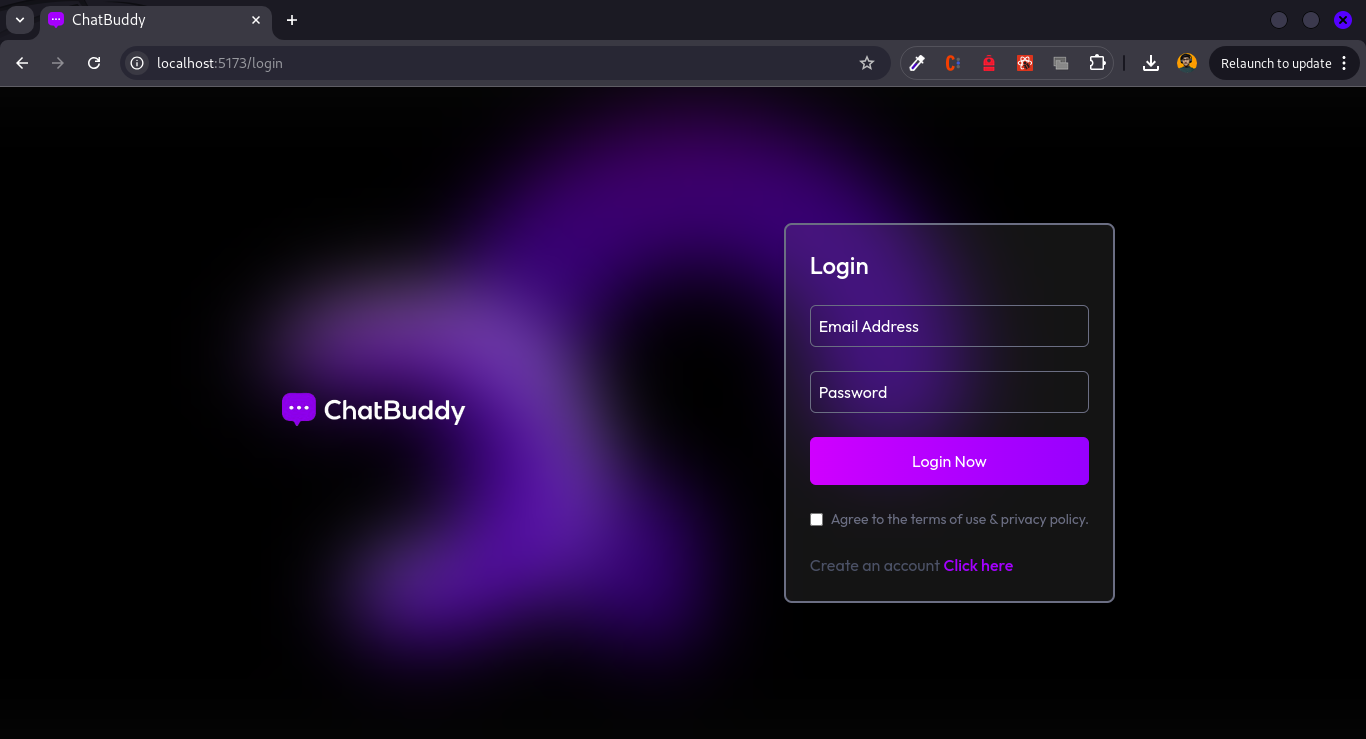 ChatBuddy
localhost:5173/login
Relaunch to update
ChatBuddy
Login
Email Address
Password
Login Now
Agree to the terms of use & privacy policy.
Create an account Click here